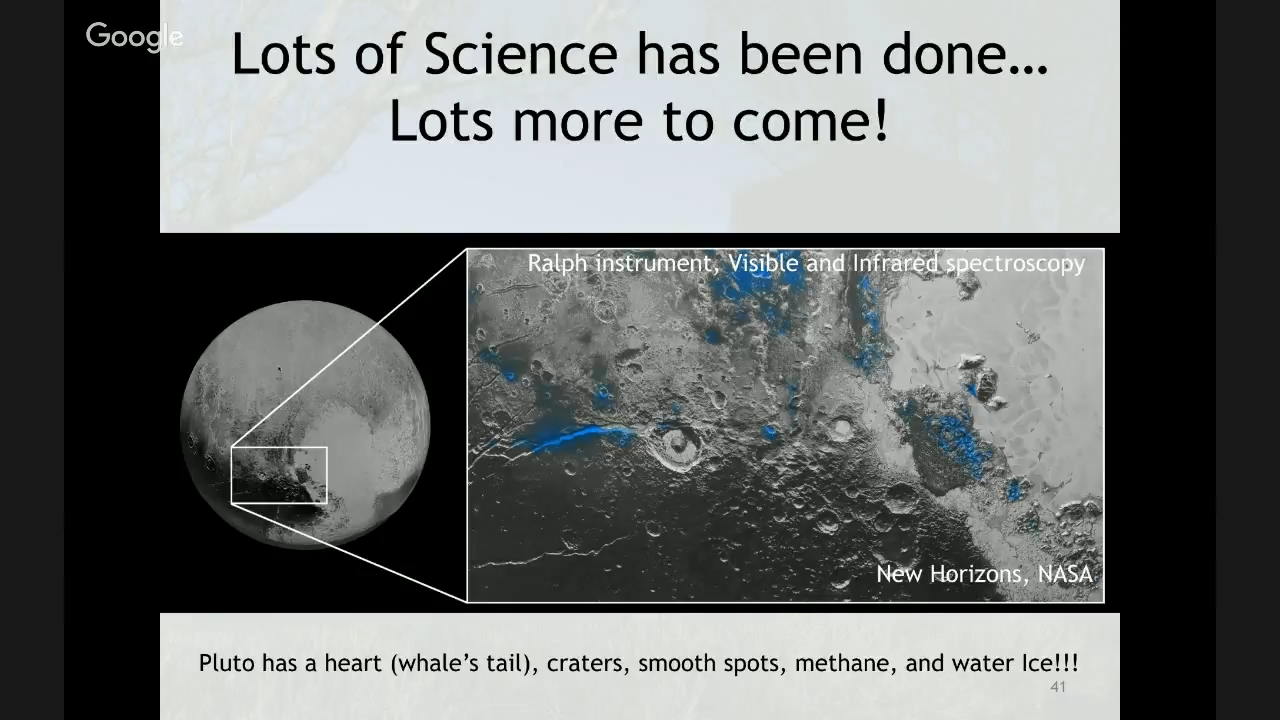 Google
Lots of Science has been done…
Lots more to come!
Ralph instrument, Visible and Infrared spectroscopy
New Horizons, NASA
Pluto has a heart (whale’s tail), craters, smooth spots, methane, and water Ice!!!
41